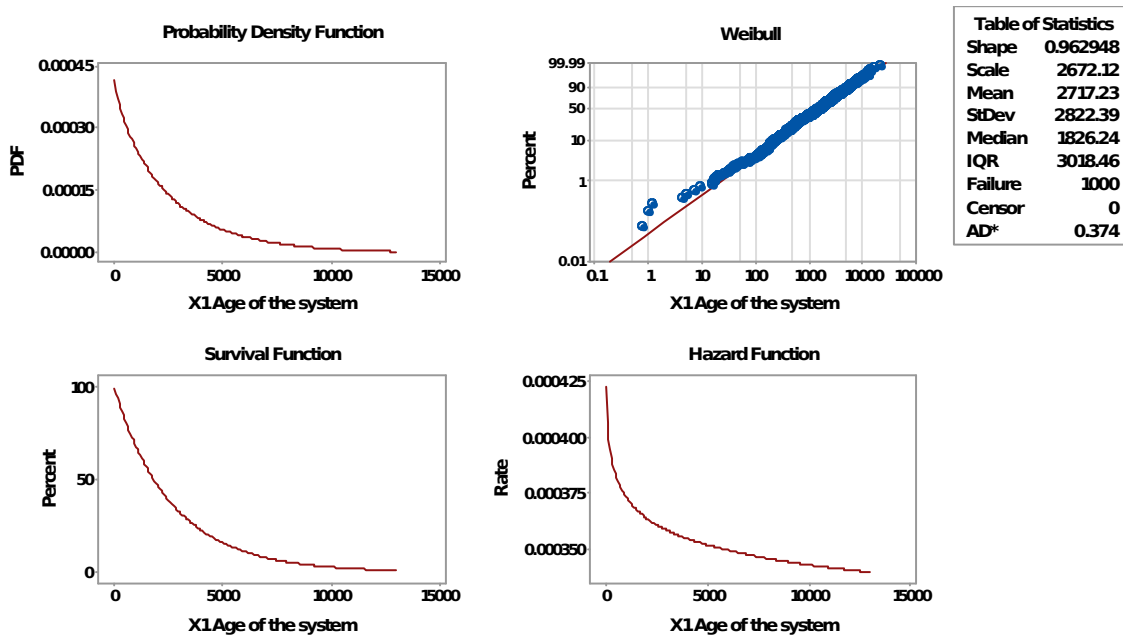 Probability Density Function
0.00045
0.00030
0.00015
0.00000
PDF
0
5000
10000
15000
X1 Age of the system
Weibull
99.99
90
50
10
1
0.01
Percent
0.1
1
10
100
1000
10000
100000
X1 Age of the system
Table of Statistics
Shape 0.962948
Scale 2672.12
Mean 2717.23
StDev 2822.39
Median 1826.24
IQR 3018.46
Failure 1000
Censor 0
AD* 0.374
Survival Function
100
50
0
Percent
0
5000
10000
15000
X1 Age of the system
Hazard Function
0.000425
0.000400
0.000375
0.000350
Rate
0
5000
10000
15000
X1 Age of the system